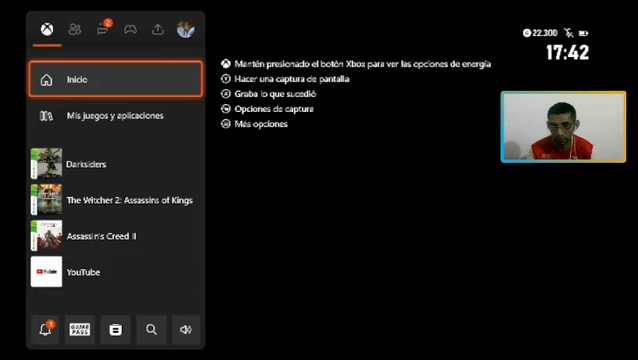 2
G 22.300
17:42
Inicio
Mis juegos y aplicaciones
Darksiders
The Witcher 2: Assassins of Kings
Assassin's Creed II
YouTube
Mantén presionado el botón Xbox para ver las opciones de energía
Hacer una captura de pantalla
Graba lo que sucedió
Opciones de captura
Más opciones
1
GAME
PASS